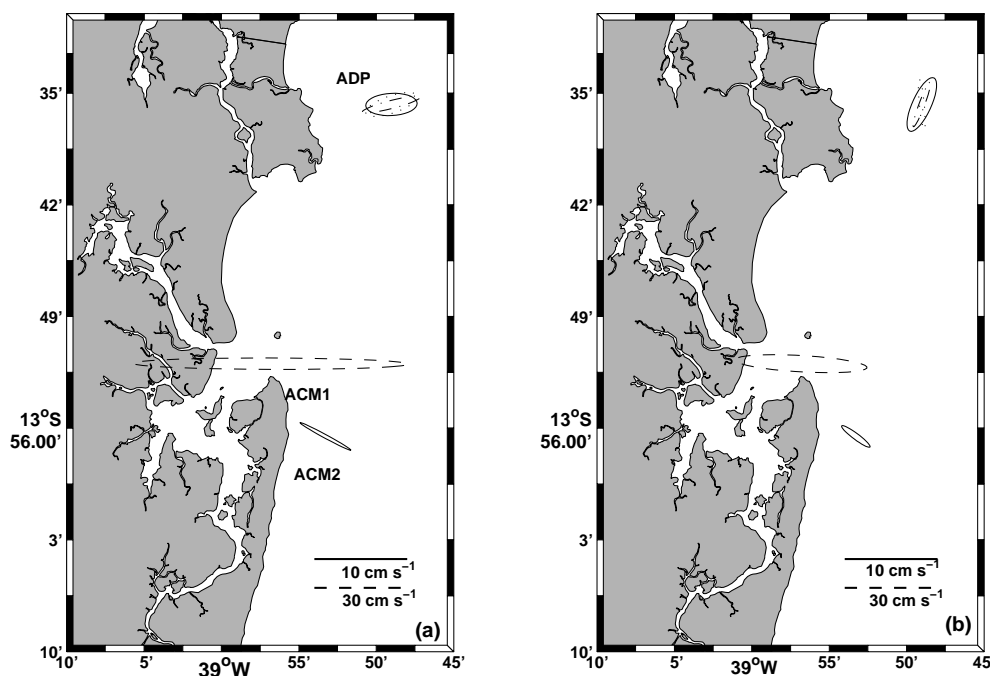 ADP
35'
42'
49'
ACM1
13°S
56.00'
ACM2
3'
10 cm s⁻¹
30 cm s⁻¹
(a)
10'
10' 5' 39°W 55' 50' 45'
35'
42'
49'
13°S
56.00'
3'
10 cm s⁻¹
30 cm s⁻¹
(b)
10'
10' 5' 39°W 55' 50' 45'